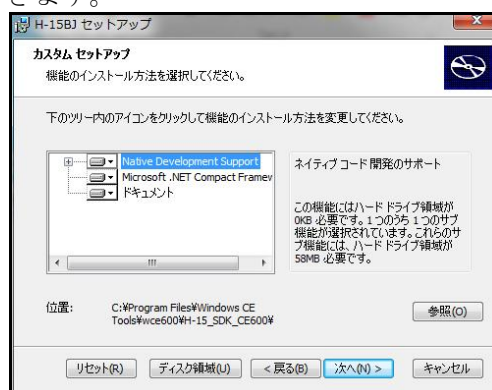 きます。
H-15BJ セットアップ
カスタム セットアップ
機能のインストール方法を選択してください。
下のツリー内のアイコンをクリックして機能のインストール方法を変更してください。
Native Development Support
Microsoft .NET Compact Framew
ドキュメント
ネイティブ コード開発のサポート
この機能にはハード ドライブ領域が
0KB 必要です。1 つのうち 1 つのサブ
機能が選択されています。これらのサ
ブ機能には、ハード ドライブ領域が
58MB 必要です。
位置:
C:¥Program Files¥Windows CE
Tools¥wce600¥H-15_SDK_CE600¥
参照(O)
リセット(R)
ディスク領域(U)
< 戻る(B)
次へ(N) >
キャンセル